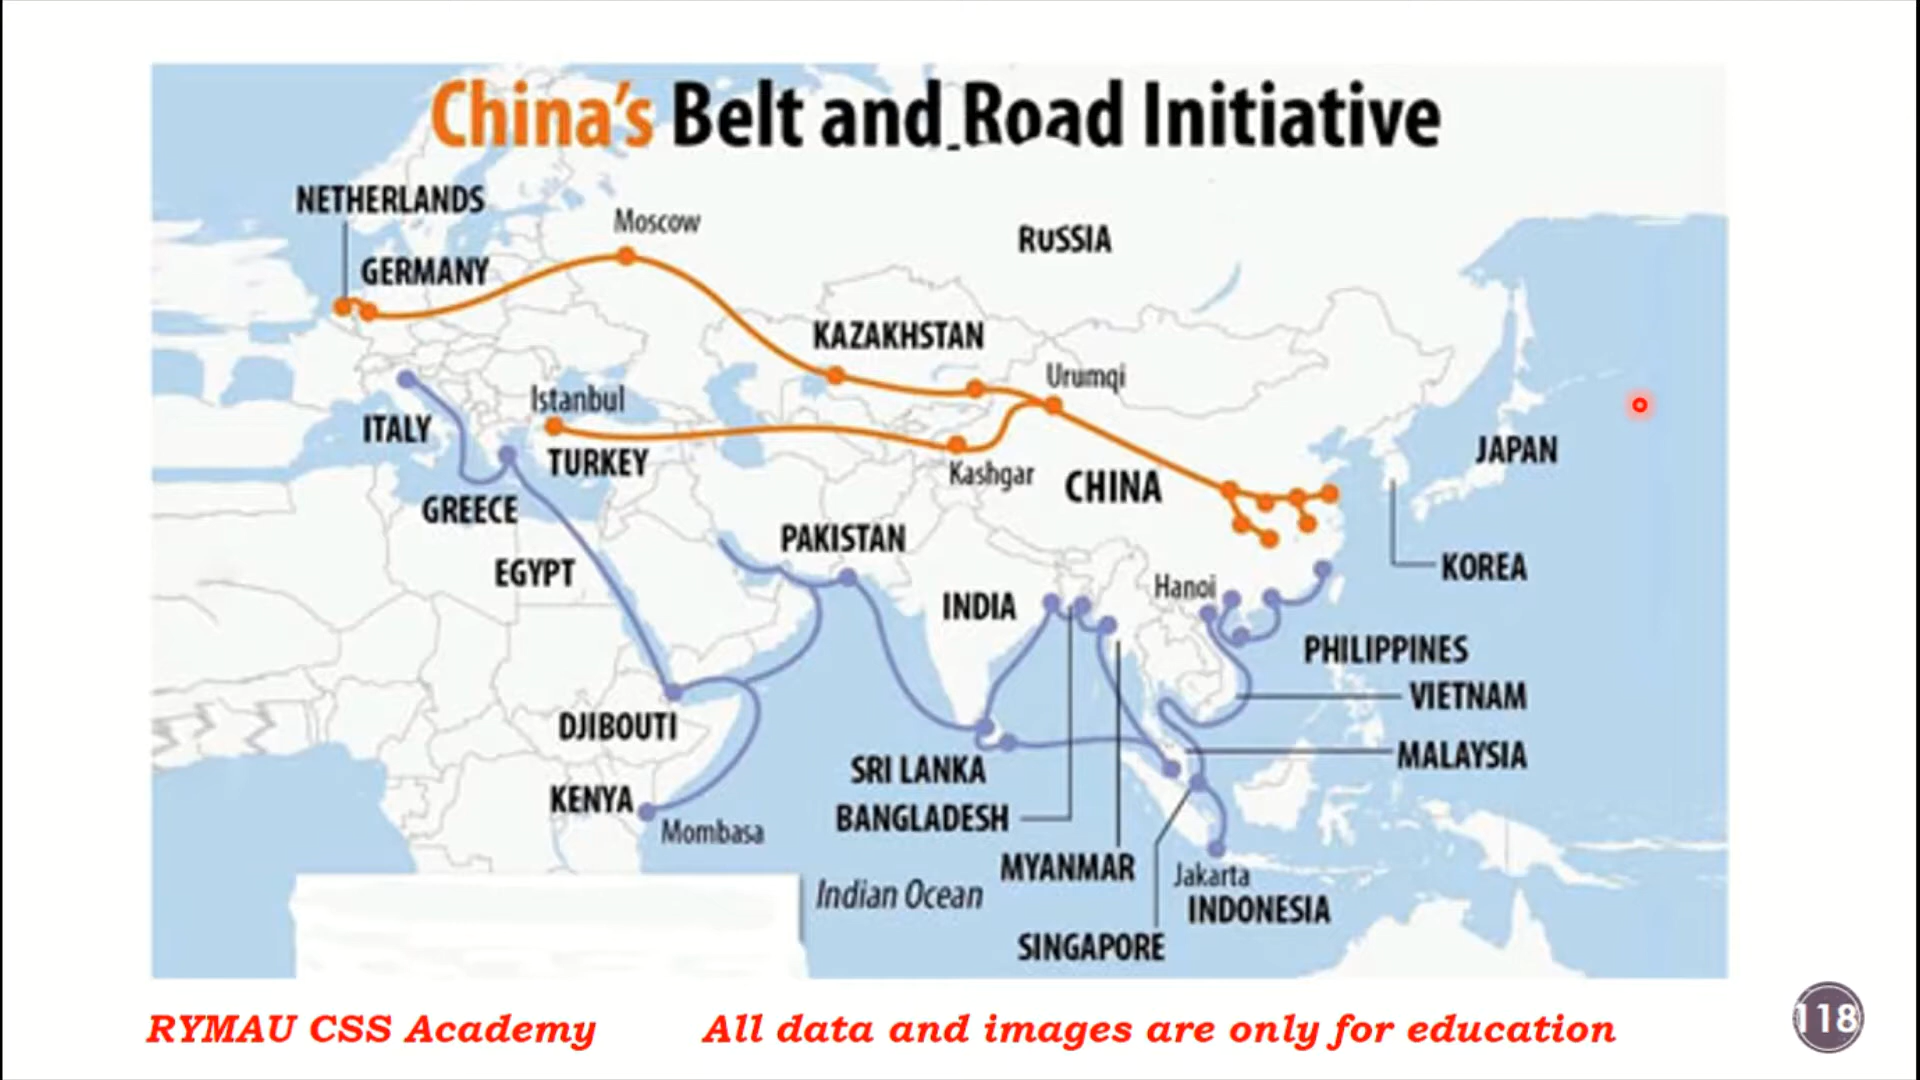 China's Belt and Road Initiative
NETHERLANDS
Moscow
RUSSIA
GERMANY
KAZAKHSTAN
Urumqi
Istanbul
ITALY
TURKEY
JAPAN
Kashgar
CHINA
GREECE
PAKISTAN
KOREA
EGYPT
Hanoi
INDIA
PHILIPPINES
VIETNAM
DJIBOUTI
MALAYSIA
SRI LANKA
KENYA
BANGLADESH
Mombasa
MYANMAR
Jakarta
Indian Ocean
INDONESIA
SINGAPORE
RYMAU CSS Academy All data and images are only for education
118